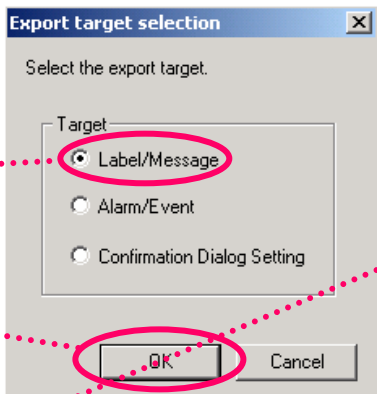 Export target selection
Select the export target.
Target
Label/Message
Alarm/Event
Confirmation Dialog Setting
OK Cancel